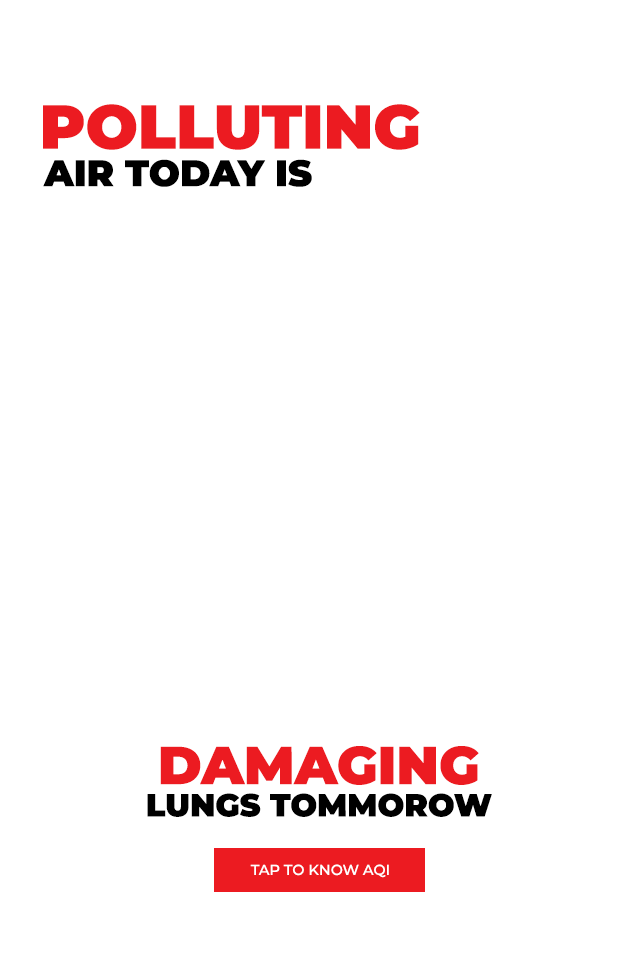 POLLUTING
AIR TODAY IS
DAMAGING
LUNGS TOMMOROW
TAP TO KNOW AQI